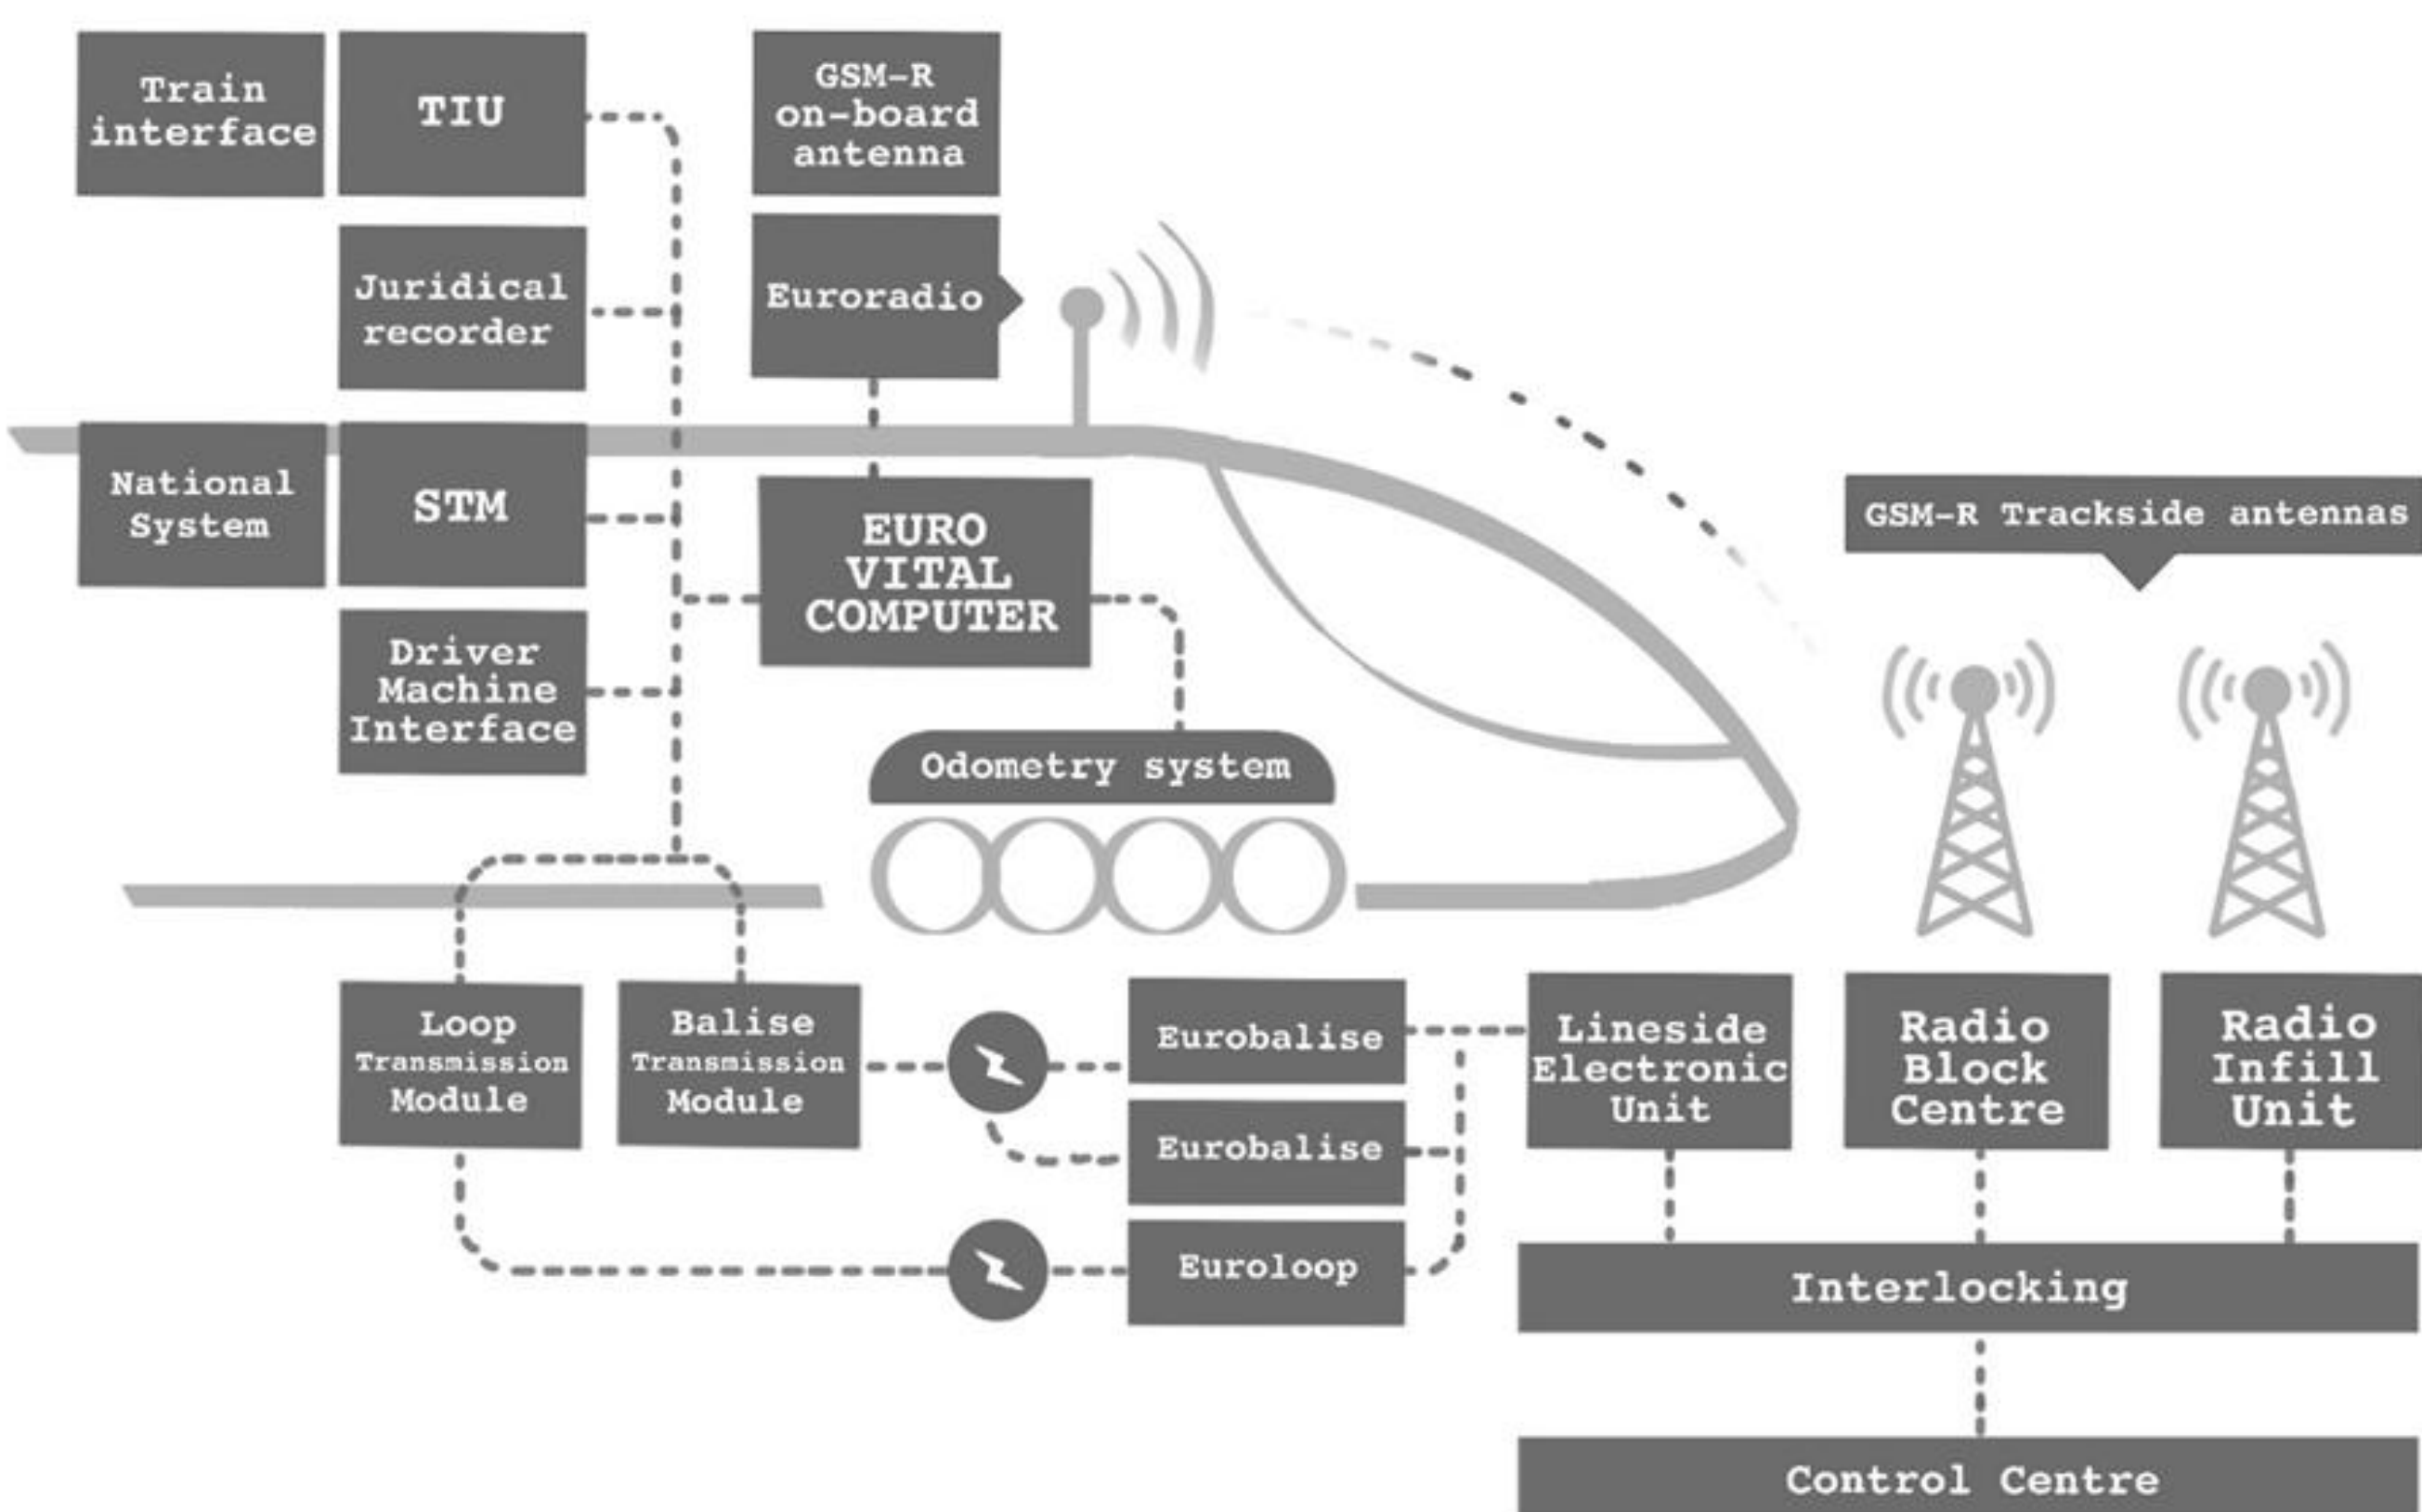 Train
interface
TIU
GSM-R
on-board
antenna
Juridical
recorder
Euroradio
National
System
STM
EURO
VITAL
COMPUTER
GSM-R Trackside antennas
Driver
Machine
Interface
Odometry system
Loop
Transmission
Module
Balise
Transmission
Module
Eurobalise
Eurobalise
Euroloop
Lineside
Electronic
Unit
Radio
Block
Centre
Radio
Infill
Unit
Interlocking
Control Centre